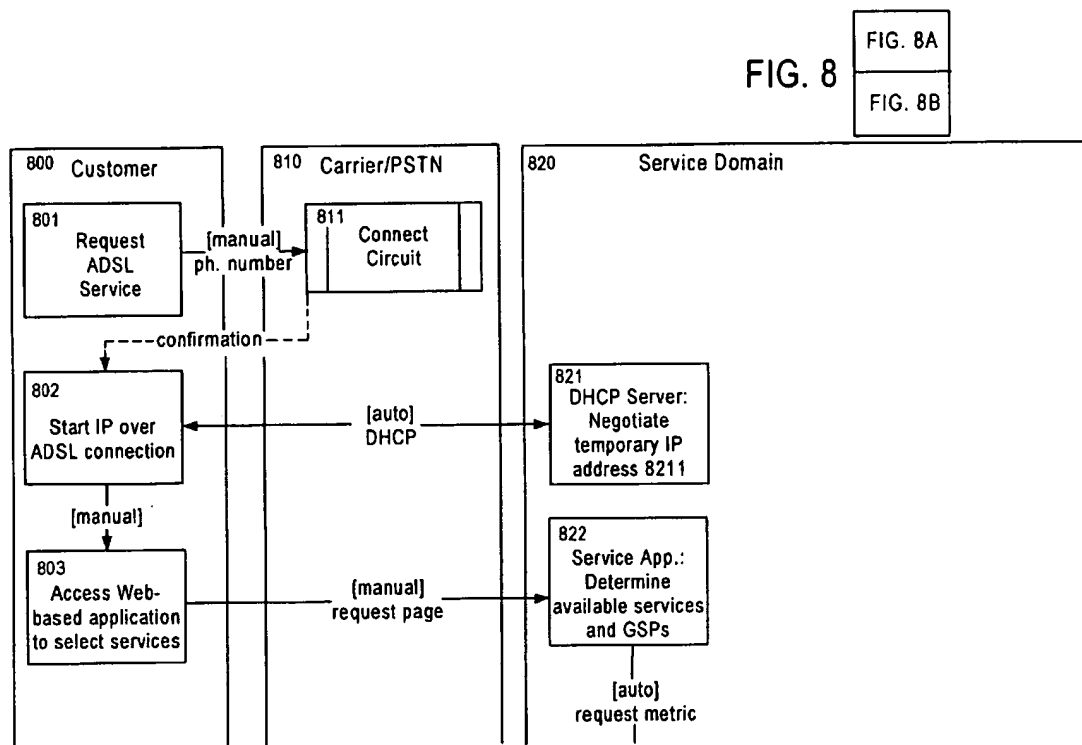 FIG. 8
FIG. 8A
FIG. 8B
800 Customer
810 Carrier/PSTN
820 Service Domain
801
Request
ADSL
Service
[manual]
ph. number
811
Connect
Circuit
confirmation
802
Start IP over
ADSL connection
[auto]
DHCP
821
DHCP Server:
Negotiate
temporary IP
address 8211
[manual]
803
Access Web-
based application
to select services
[manual]
request page
822
Service App.:
Determine
available services
and GSPs
[auto]
request metric